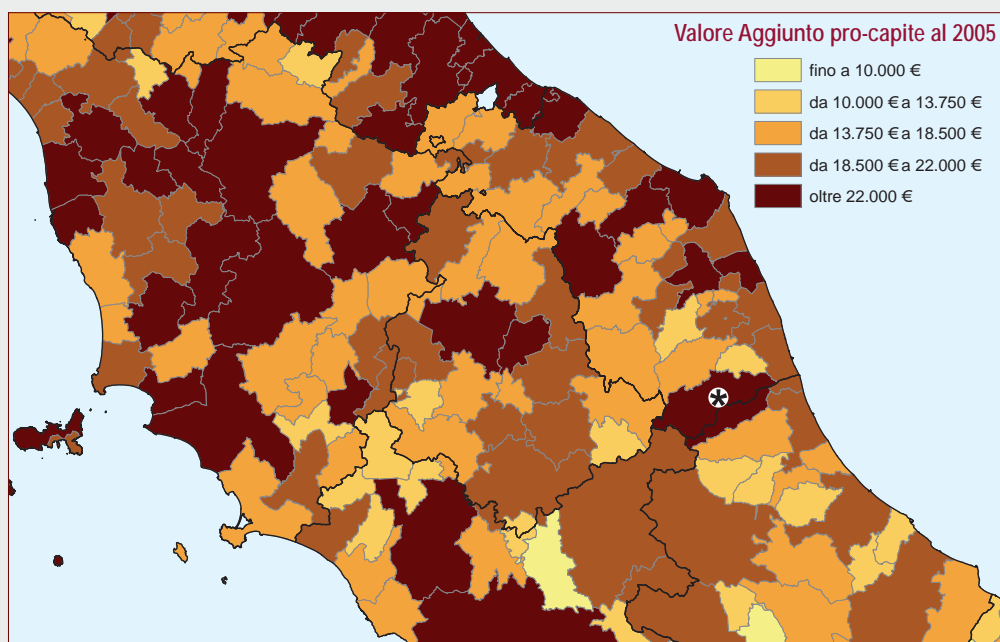 Valore Aggiunto pro-capite al 2005
fino a 10.000 €
da 10.000 € a 13.750 €
da 13.750 € a 18.500 €
da 18.500 € a 22.000 €
oltre 22.000 €